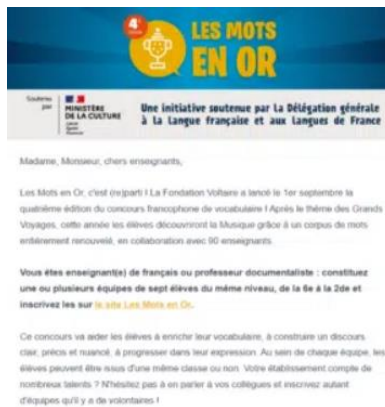 4e
LES MOTS
EN OR
Soutenu
par
MINISTÈRE
DE LA CULTURE
Une initiative soutenue par la Délégation générale
à la langue française et aux langues de France
Madame, Monsieur, chers enseignants,
Les Mots en Or, c'est (re)parti ! La Fondation Voltaire a lancé le 1er septembre la
quatrième édition du concours francophone de vocabulaire ! Après le thème des Grands
Voyages, cette année les élèves découvriront la Musique grâce à un corpus de mots
entièrement renouvelé, en collaboration avec 90 enseignants.
Vous êtes enseignant(e) de français ou professeur documentaliste : constituez
une ou plusieurs équipes de sept élèves du même niveau, de la 6e à la 2de et
inscrivez les sur le site Les Mots en Or.
Ce concours va aider les élèves à enrichir leur vocabulaire, à construire un discours
clair, précis et nuancé, à progresser dans leur expression. Au sein de chaque équipe, les
élèves peuvent être issus d'une même classe ou non. Votre établissement compte de
nombreux talents ? N'hésitez pas à en parler à vos collègues et inscrivez autant
d'équipes qu'il y a de volontaires !